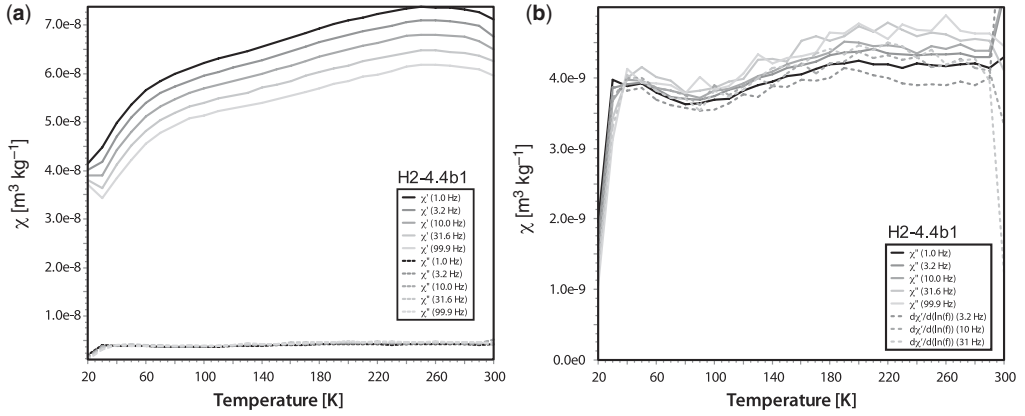 (a)
7.0e-8
6.0e-8
5.0e-8
4.0e-8
3.0e-8
2.0e-8
1.0e-8
χ [m³ kg⁻¹]
H2-4.4b1
χ' (1.0 Hz)
χ' (3.2 Hz)
χ' (10.0 Hz)
χ' (31.6 Hz)
χ' (99.9 Hz)
χ" (1.0 Hz)
χ" (3.2 Hz)
χ" (10.0 Hz)
χ" (31.6 Hz)
χ" (99.9 Hz)
20 60 100 140 180 220 260 300
Temperature [K]
(b)
4.0e-9
3.0e-9
2.0e-9
1.0e-9
0.0e0
χ [m³ kg⁻¹]
H2-4.4b1
χ" (1.0 Hz)
χ" (3.2 Hz)
χ" (10.0 Hz)
χ" (31.6 Hz)
χ" (99.9 Hz)
dχ'/d(ln(f)) (3.2 Hz)
dχ'/d(ln(f)) (10 Hz)
dχ'/d(ln(f)) (31 Hz)
20 60 100 140 180 220 260 300
Temperature [K]